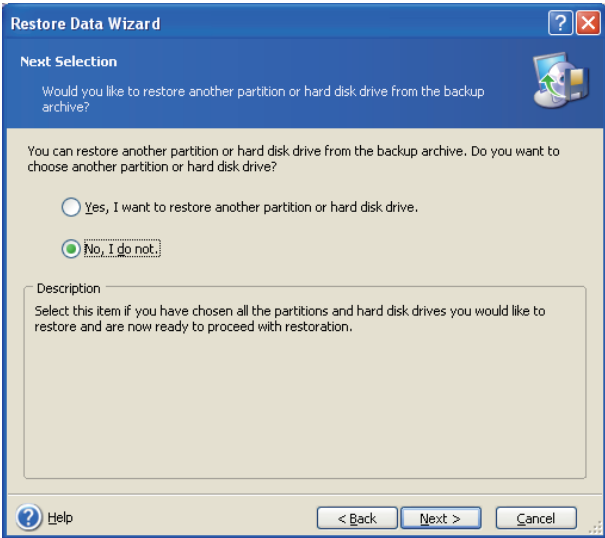 Restore Data Wizard
Next Selection
Would you like to restore another partition or hard disk drive from the backup
archive?
You can restore another partition or hard disk drive from the backup archive. Do you want to
choose another partition or hard disk drive?
Yes, I want to restore another partition or hard disk drive.
No, I do not.
Description
Select this item if you have chosen all the partitions and hard disk drives you would like to
restore and are now ready to proceed with restoration.
Help
< Back
Next >
Cancel